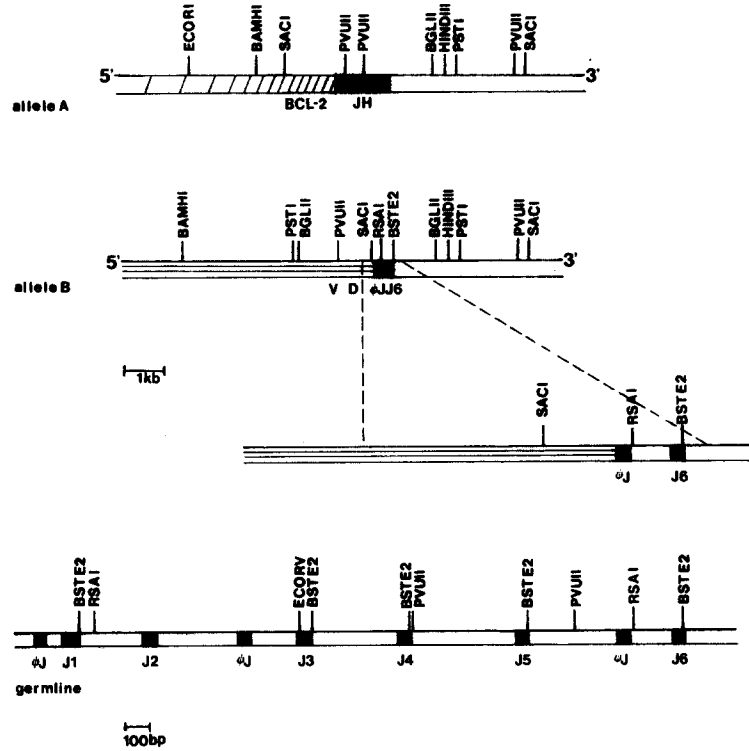 ECORI BAMHI SACI PVUII PVUII BGLII HINDIII PSTI PVUII SACI
5' 3'
allele A
BCL-2 JH
BAMHI PSTI BGLII PVUII SACI RSAI BSTE2 BGLII HINDIII PSTI PVUII SACI
5' 3'
allele B
V D ϕJJ6
1kb
SACI RSAI BSTE2
ϕJ J6
BSTE2 RSAI ECORV BSTE2 BSTE2 PVUII BSTE2 PVUII RSAI BSTE2
ϕJ J1 J2 ϕJ J3 J4 J5 ϕJ J6
germline
100bp